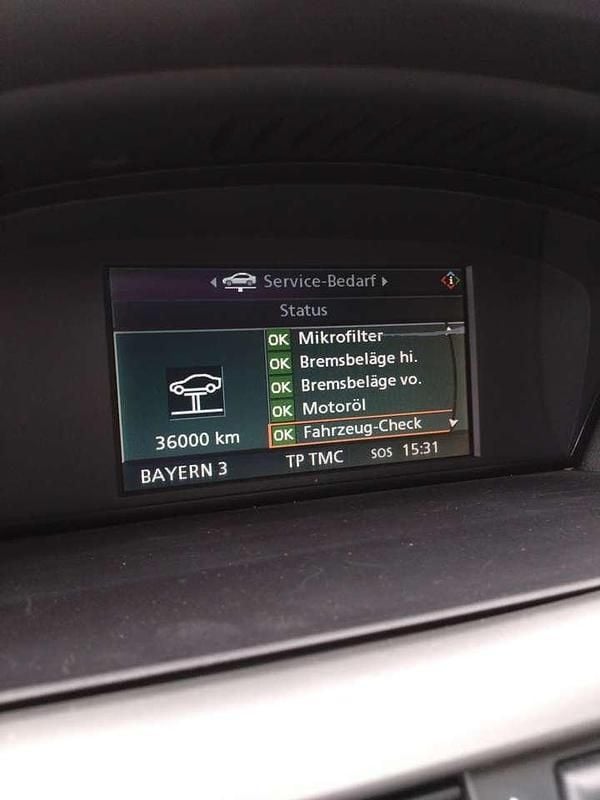 Service-Bedarf
Status
OK Mikrofilter
OK Bremsbeläge hi.
OK Bremsbeläge vo.
OK Motoröl
OK Fahrzeug-Check
36000 km
BAYERN 3 TP TMC SOS 15:31